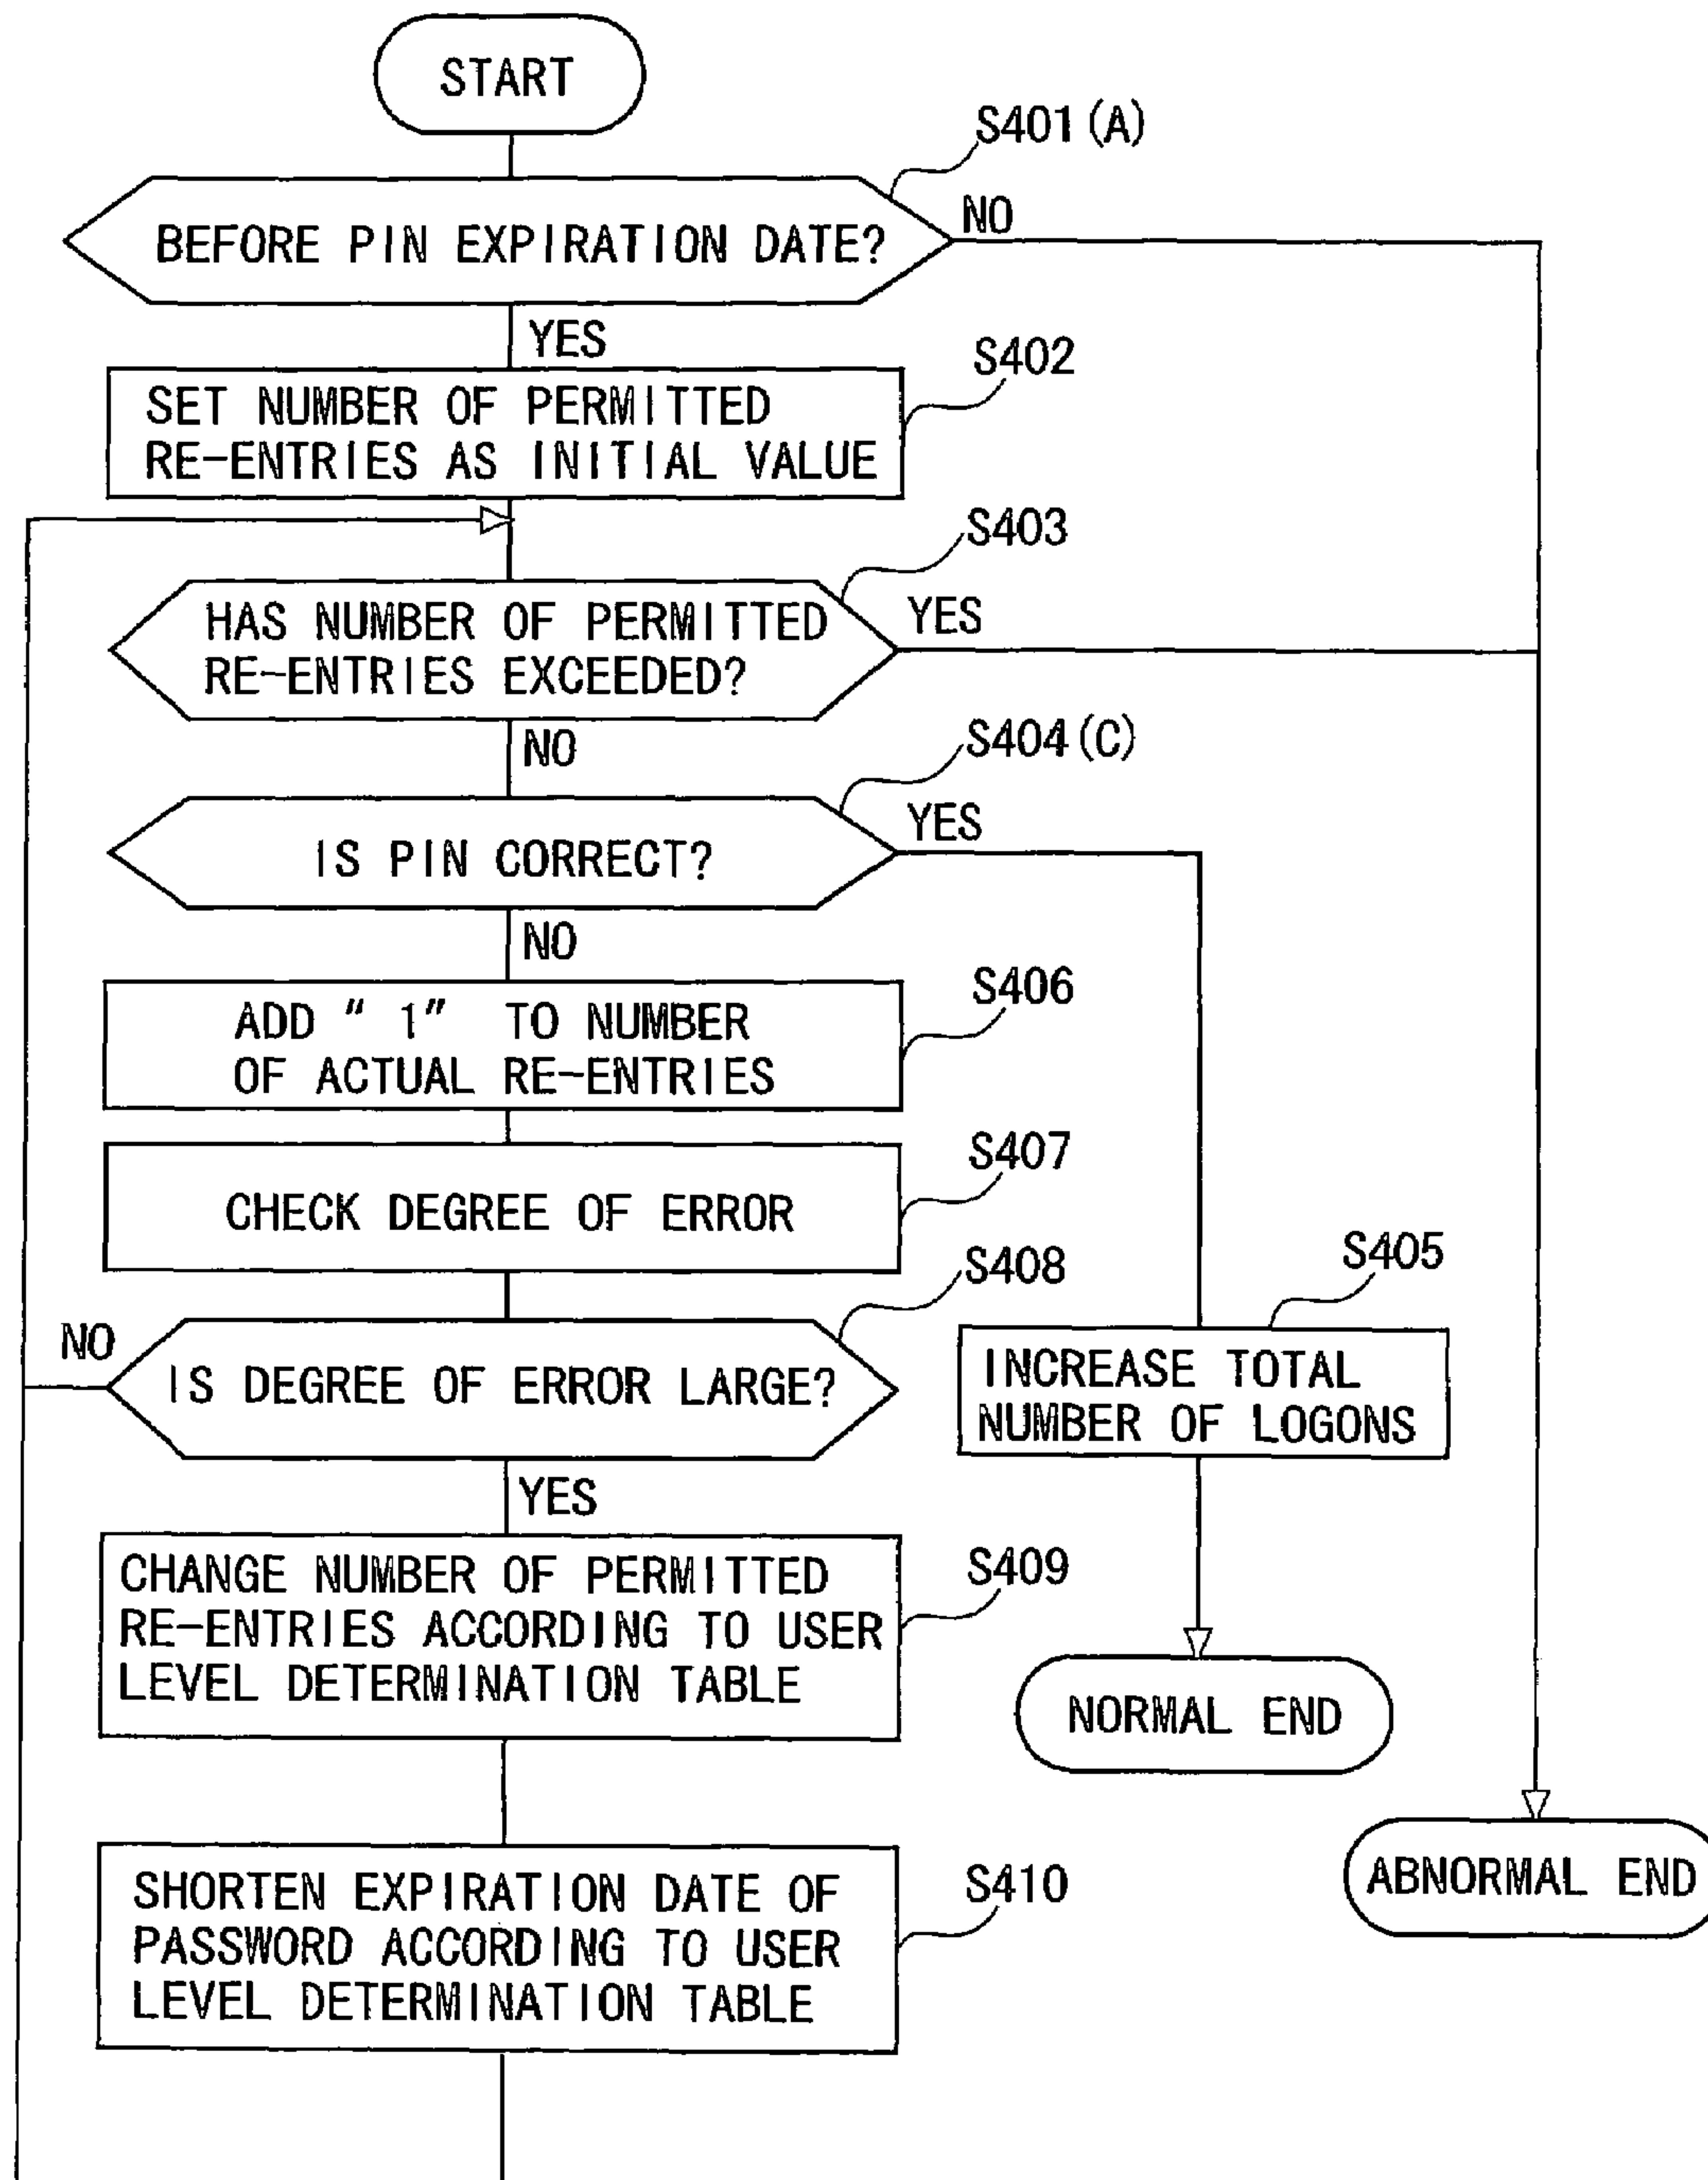 START
S401(A)
BEFORE PIN EXPIRATION DATE?
NO
YES
S402
SET NUMBER OF PERMITTED
RE-ENTRIES AS INITIAL VALUE
S403
HAS NUMBER OF PERMITTED
RE-ENTRIES EXCEEDED?
YES
NO
S404(C)
IS PIN CORRECT?
YES
NO
S406
ADD " 1" TO NUMBER
OF ACTUAL RE-ENTRIES
S407
CHECK DEGREE OF ERROR
S408
NO
IS DEGREE OF ERROR LARGE?
YES
S405
INCREASE TOTAL
NUMBER OF LOGONS
S409
CHANGE NUMBER OF PERMITTED
RE-ENTRIES ACCORDING TO USER
LEVEL DETERMINATION TABLE
NORMAL END
S410
SHORTEN EXPIRATION DATE OF
PASSWORD ACCORDING TO USER
LEVEL DETERMINATION TABLE
ABNORMAL END